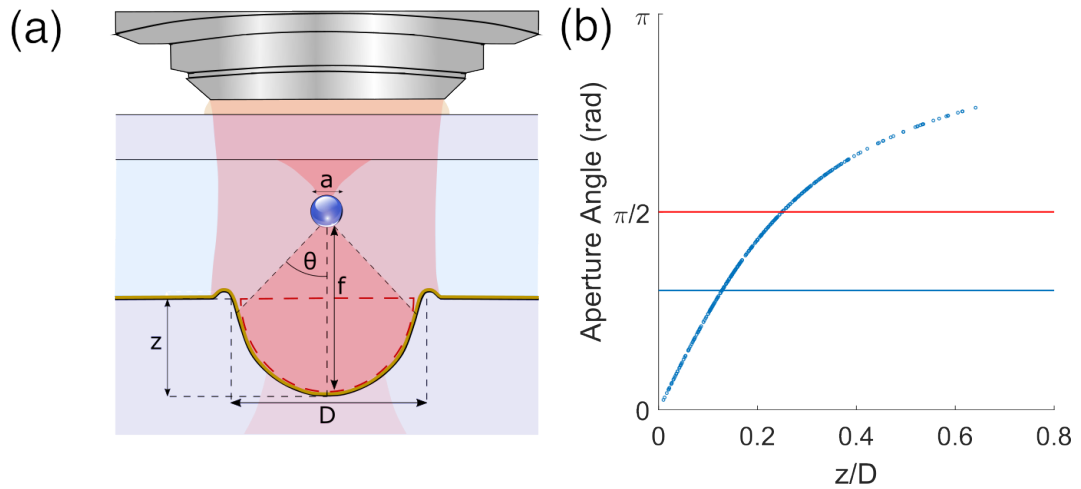 (a)
a
θ
f
z
D
(b)
Aperture Angle (rad)
π
π/2
0
0 0.2 0.4 0.6 0.8
z/D